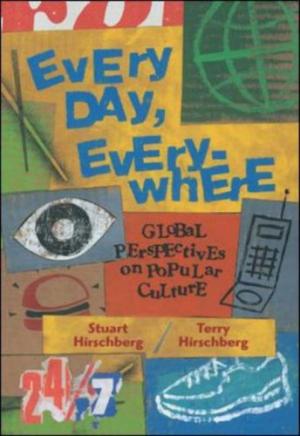 EVERY
DAY,
EVERY-
WHERE
GLOBAL
PERSPECTIVES
ON POPULAR
CULTURE
Stuart / Terry
Hirschberg Hirschberg
24/7